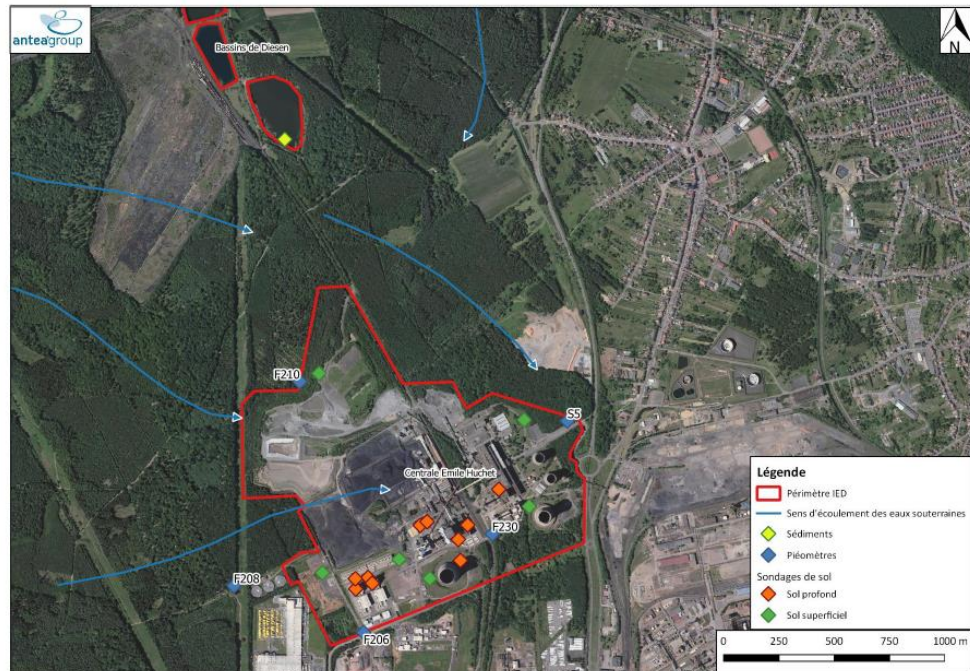 anteagroup
N
Bassins de Diesen
F210
S5
Centrale Emile Huchet
F230
F208
F206
Légende
Périmètre IED
Sens d'écoulement des eaux souterraines
Sédiments
Piéomètres
Sondages de sol
Sol profond
Sol superficiel
0 250 500 750 1000 m